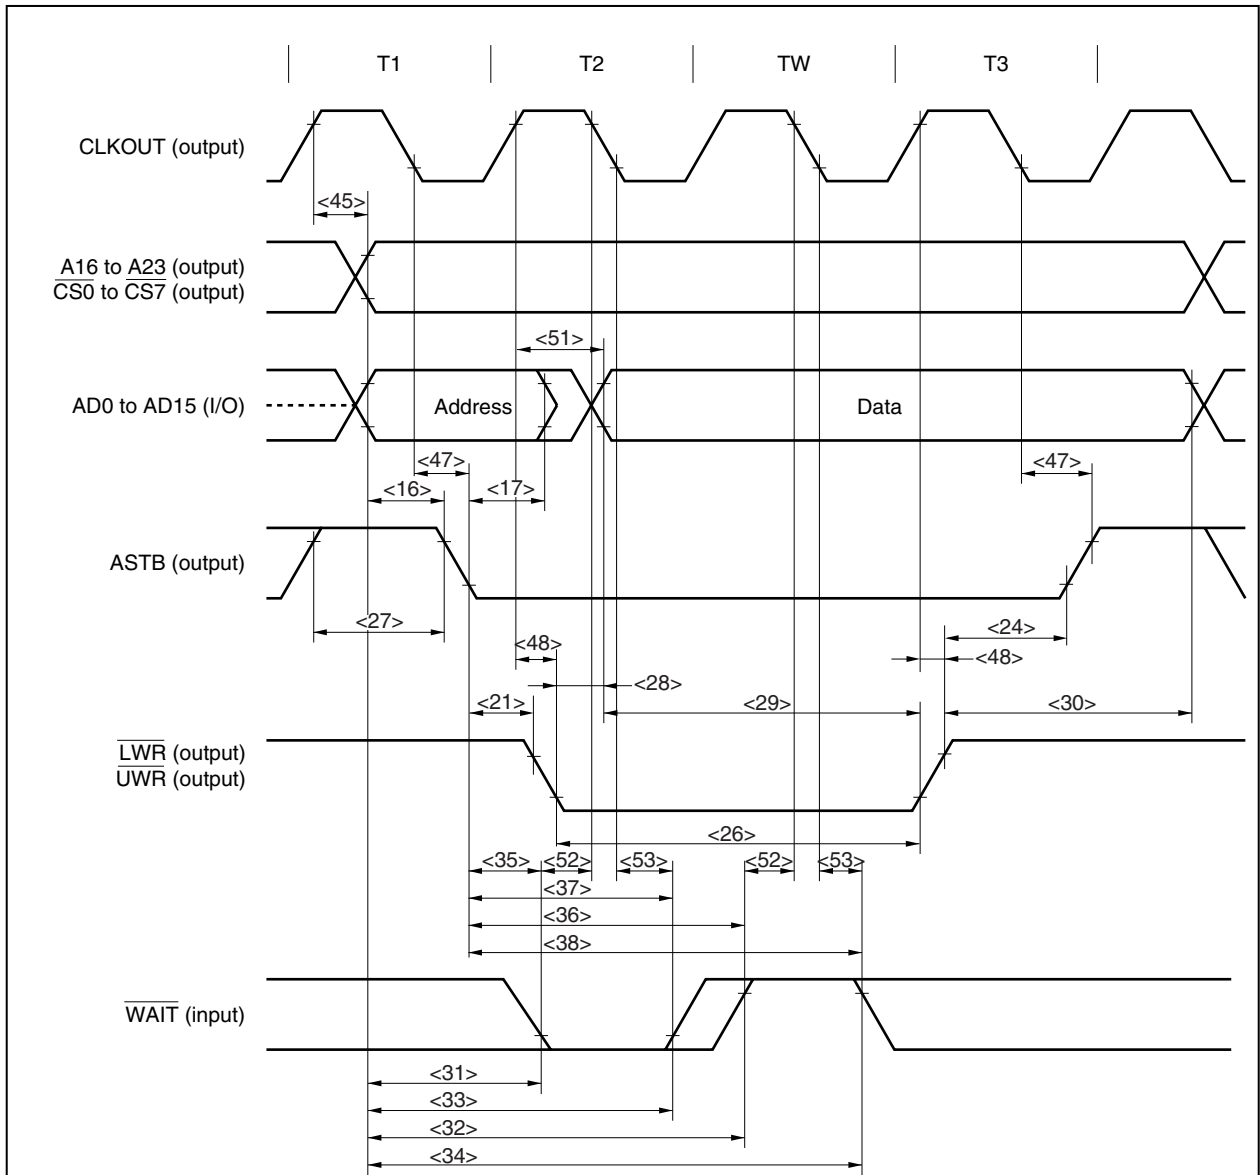 T1 T2 TW T3
CLKOUT (output)
<45>
A16 to A23 (output)
CS0 to CS7 (output)
<51>
AD0 to AD15 (I/O)
Address
Data
<47>
<47>
<16>
<17>
ASTB (output)
<27>
<24>
<48>
<48>
<28>
<21>
<29>
<30>
LWR (output)
UWR (output)
<26>
<35> <52> <53> <52> <53>
<37>
<36>
<38>
WAIT (input)
<31>
<33>
<32>
<34>